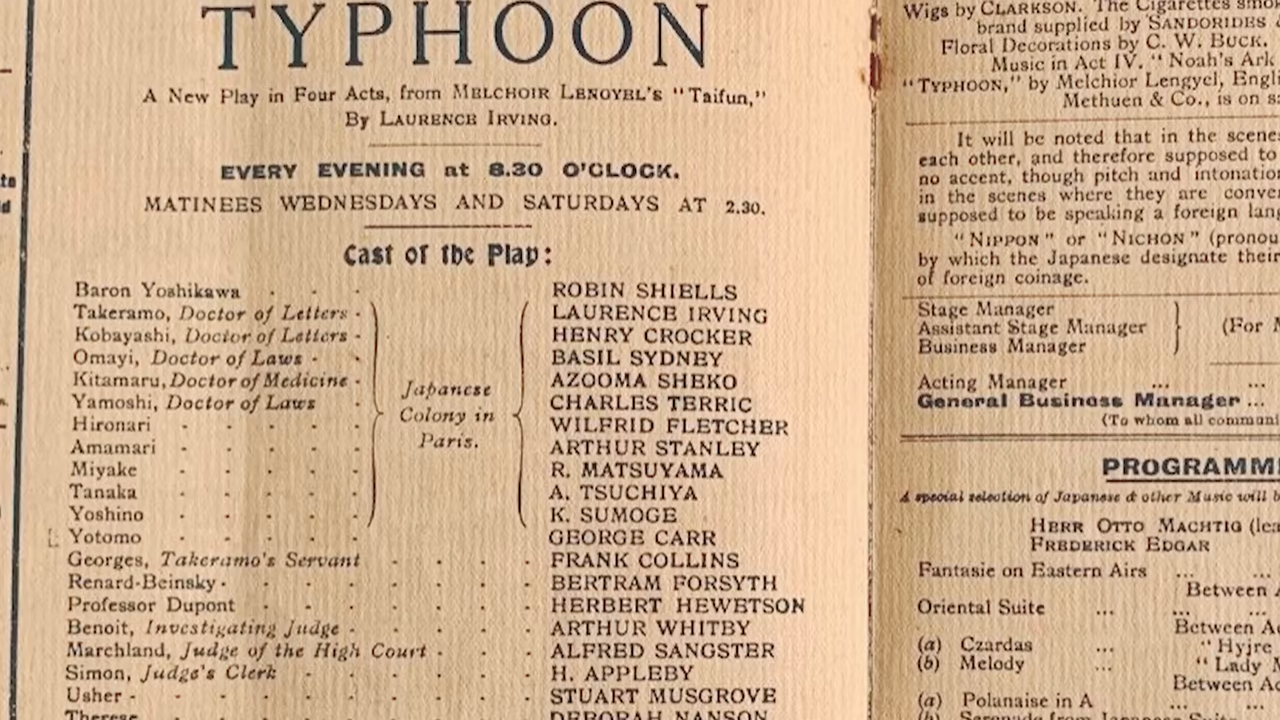 TYPHOON
A New Play in Four Acts, from MELCHOIR LENGYEL'S "Taifun,"
By LAURENCE IRVING.
EVERY EVENING at 8.30 O'CLOCK.
MATINEES WEDNESDAYS AND SATURDAYS AT 2.30.
Cast of the Play:
Baron Yoshikawa - - - ROBIN SHIELLS
Takeramo, Doctor of Letters - LAURENCE IRVING
Kobayashi, Doctor of Letters - HENRY CROCKER
Omayi, Doctor of Laws - - BASIL SYDNEY
Kitamaru, Doctor of Medicine - AZOOMA SHEKO
Yamoshi, Doctor of Laws - CHARLES TERRIC
Hironari - - - - - WILFRID FLETCHER
Amamari - - - - - ARTHUR STANLEY
Miyake - - - - - R. MATSUYAMA
Tanaka - - - - - A. TSUCHIYA
Yoshino - - - - - K. SUMOGE
Japanese
Colony in
Paris.
Yotomo - - - - - - - - GEORGE CARR
Georges, Takeramo's Servant - - - - FRANK COLLINS
Renard-Beinsky - - - - - - - - BERTRAM FORSYTH
Professor Dupont - - - - - - - HERBERT HEWETSON
Benoit, Investigating Judge - - - - - ARTHUR WHITBY
Marchland, Judge of the High Court - - - ALFRED SANGSTER
Simon, Judge's Clerk - - - - - - H. APPLEBY
Usher - - - - - - - - - STUART MUSGROVE
Therese DEBORAH NANSON
Wigs by CLARKSON. The Cigarettes smok
brand supplied by SANDORIDES &
Floral Decorations by C. W. BUCK.
Music in Act IV. "Noah's Ark
"TYPHOON," by Melchior Lengyel, Engli
Methuen & Co., is on sa
It will be noted that in the scenes
each other, and therefore supposed to
no accent, though pitch and intonation
in the scenes where they are conver
supposed to be speaking a foreign lang
"NIPPON" or "NICHON" (pronou
by which the Japanese designate their
of foreign coinage.
Stage Manager
Assistant Stage Manager
Business Manager
(For M
Acting Manager ... ...
General Business Manager ...
(To whom all communi
PROGRAMM
A special selection of Japanese & other Music will b
HERR OTTO MACHTIG (lea
FREDERICK EDGAR
Fantasie on Eastern Airs ... ...
Between A
Oriental Suite ... ... ...
Between Ac
(a) Czardas ... "Hyjre
(b) Melody ... "Lady M
Between Ac
(a) Polanaise in A ... ...